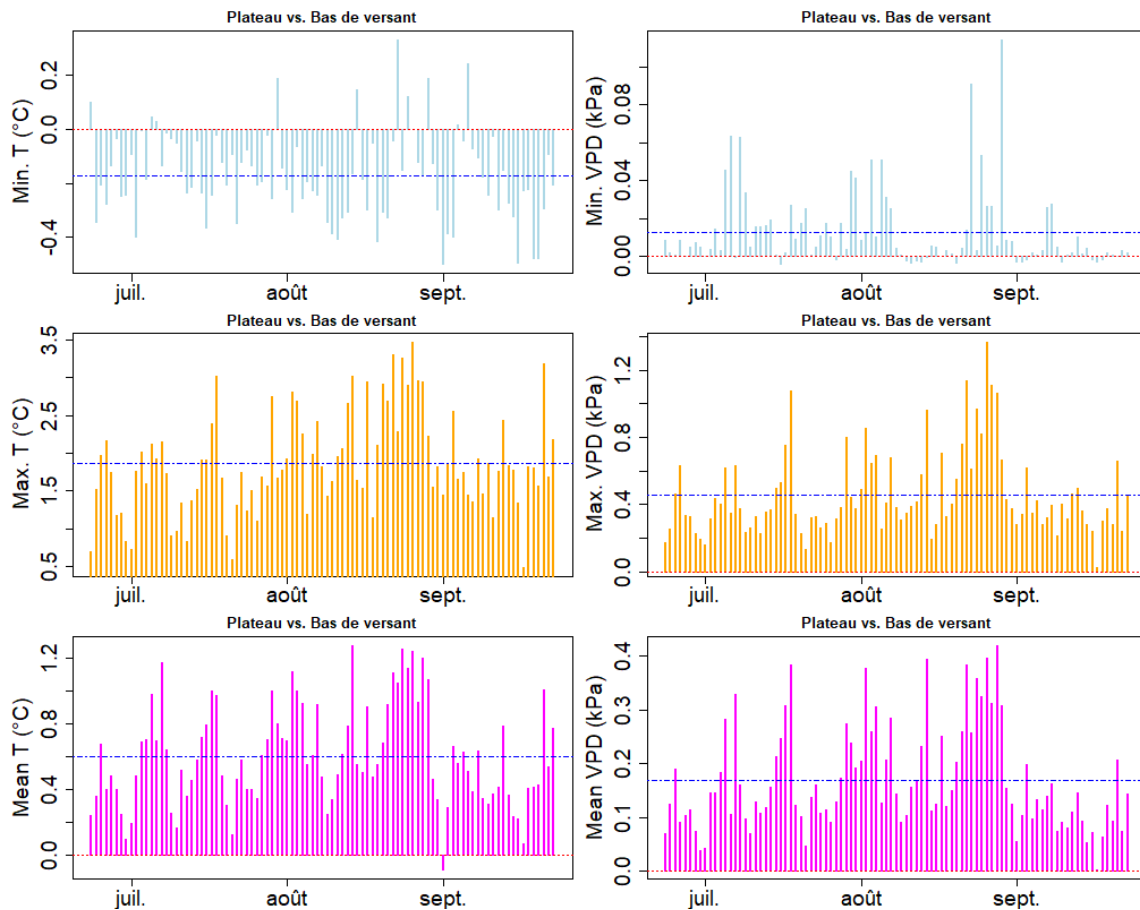 Plateau vs. Bas de versant
Min. T (°C)
0.2
0.0
-0.4
juil.
août
sept.
Plateau vs. Bas de versant
Min. VPD (kPa)
0.08
0.04
0.00
juil.
août
sept.
Plateau vs. Bas de versant
Max. T (°C)
3.5
2.5
1.5
0.5
juil.
août
sept.
Plateau vs. Bas de versant
Max. VPD (kPa)
1.2
0.8
0.4
0.0
juil.
août
sept.
Plateau vs. Bas de versant
Mean T (°C)
1.2
0.8
0.4
0.0
juil.
août
sept.
Plateau vs. Bas de versant
Mean VPD (kPa)
0.4
0.3
0.2
0.1
0.0
juil.
août
sept.